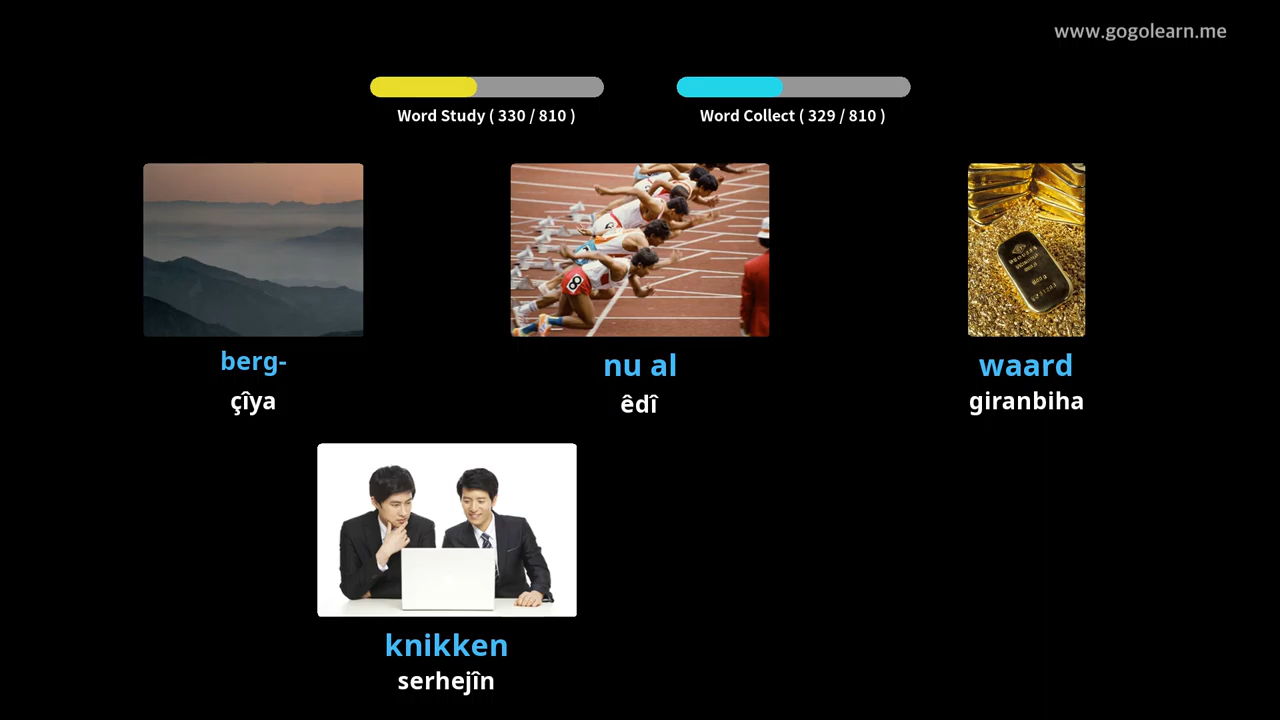 www.gogolearn.me
Word Study ( 330 / 810 )
Word Collect ( 329 / 810 )
berg-
çîya
nu al
êdî
waard
giranbiha
knikken
serhejîn